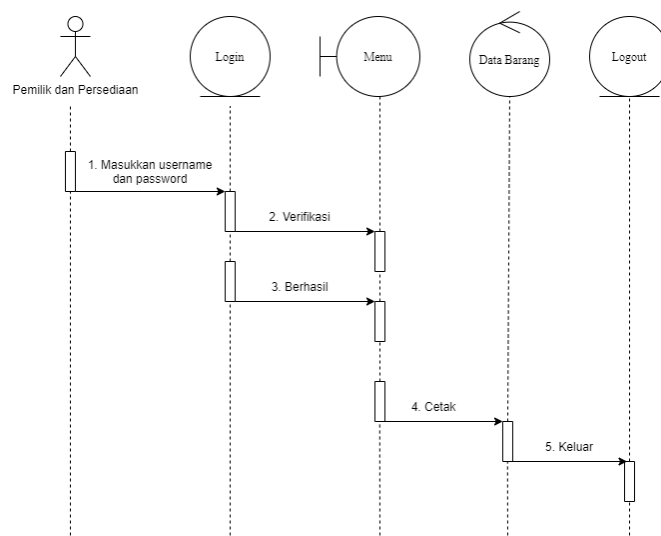 Login
Menu
Data Barang
Logout
Pemilik dan Persediaan
1. Masukkan username
dan password
2. Verifikasi
3. Berhasil
4. Cetak
5. Keluar